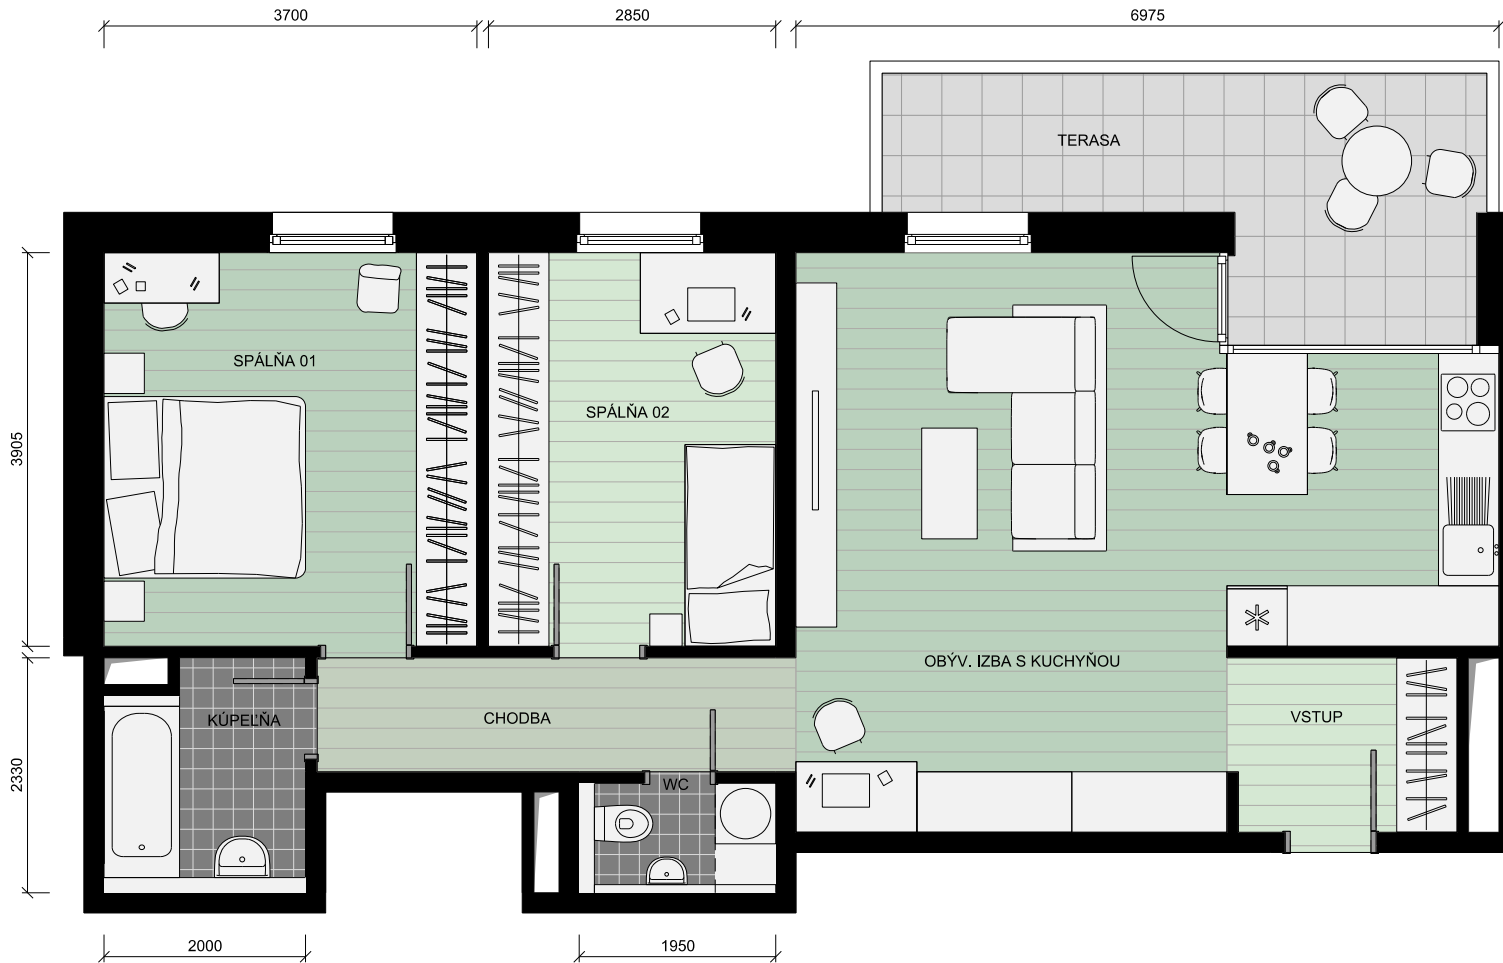 3700
2850
6975
TERASA
SPÁLŇA 01
SPÁLŇA 02
3905
OBÝV. IZBA S KUCHYŇOU
KÚPEĽŇA
CHODBA
VSTUP
2330
WC
2000
1950